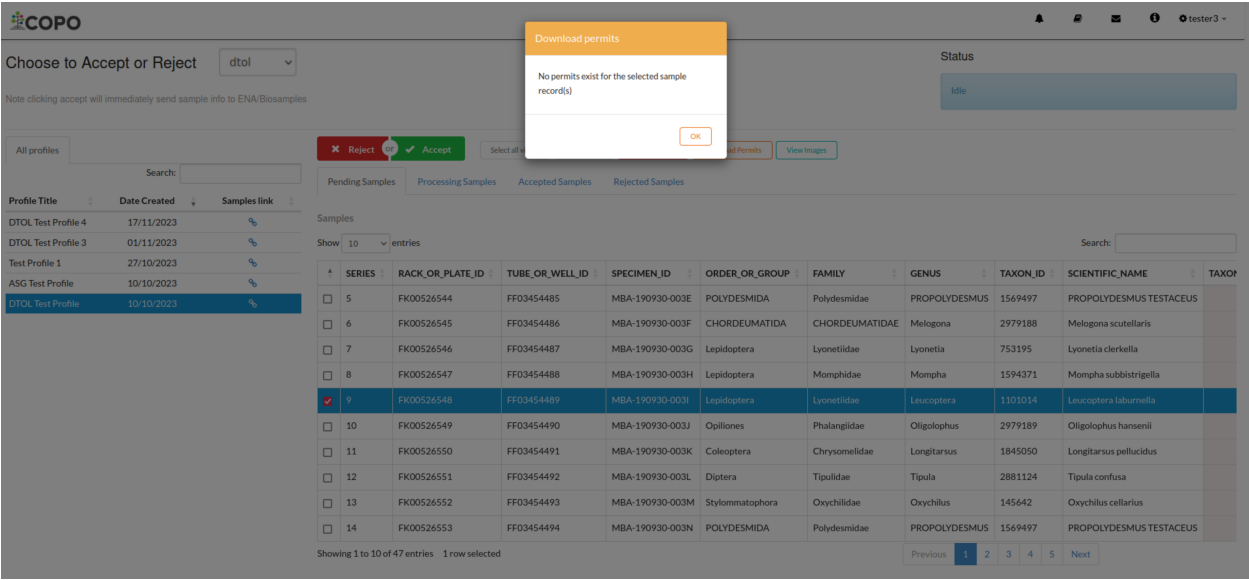 COPO
tester3
Choose to Accept or Reject
dtol
Note clicking accept will immediately send sample info to ENA/Biosamples
Download permits
No permits exist for the selected sample
record(s)
OK
Status
Idle
All profiles
Search:
Profile Title Date Created Samples link
DTOL Test Profile 4 17/11/2023
DTOL Test Profile 3 01/11/2023
Test Profile 1 27/10/2023
ASG Test Profile 10/10/2023
DTOL Test Profile 10/10/2023
Reject or Accept Select all Permits View Images
Pending Samples Processing Samples Accepted Samples Rejected Samples
Samples
Show 10 entries Search:
SERIES RACK_OR_PLATE_ID TUBE_OR_WELL_ID SPECIMEN_ID ORDER_OR_GROUP FAMILY GENUS TAXON_ID SCIENTIFIC_NAME TAXON
5 FK00526544 FF03454485 MBA-190930-003E POLYDESMIDA Polydesmidae PROPOLYDESMUS 1569497 PROPOLYDESMUS TESTACEUS
6 FK00526545 FF03454486 MBA-190930-003F CHORDEUMATIDA CHORDEUMATIDAE Melogona 2979188 Melogona scutellaris
7 FK00526546 FF03454487 MBA-190930-003G Lepidoptera Lyonetiidae Lyonetia 753195 Lyonetia clerkella
8 FK00526547 FF03454488 MBA-190930-003H Lepidoptera Momphidae Mompha 1594371 Mompha subbistrigella
9 FK00526548 FF03454489 MBA-190930-003I Lepidoptera Lyonetiidae Leucoptera 1101014 Leucoptera laburnella
10 FK00526549 FF03454490 MBA-190930-003J Opiliones Phalangiidae Oligolophus 2979189 Oligolophus hansenii
11 FK00526550 FF03454491 MBA-190930-003K Coleoptera Chrysomelidae Longitarsus 1845050 Longitarsus pellucidus
12 FK00526551 FF03454492 MBA-190930-003L Diptera Tipulidae Tipula 2881124 Tipula confusa
13 FK00526552 FF03454493 MBA-190930-003M Stylommatophora Oxychilidae Oxychilus 145642 Oxychilus cellarius
14 FK00526553 FF03454494 MBA-190930-003N POLYDESMIDA Polydesmidae PROPOLYDESMUS 1569497 PROPOLYDESMUS TESTACEUS
Showing 1 to 10 of 47 entries 1 row selected Previous 1 2 3 4 5 Next